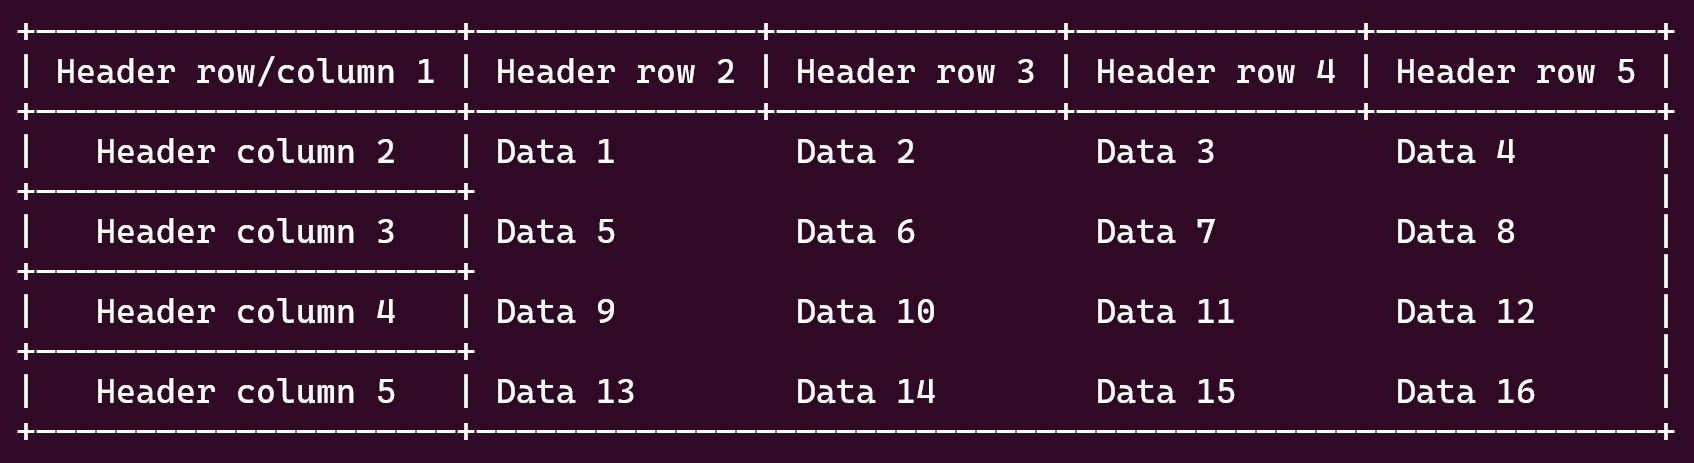 +---------------------+--------------+--------------+--------------+--------------+
| Header row/column 1 | Header row 2 | Header row 3 | Header row 4 | Header row 5 |
+---------------------+--------------+--------------+--------------+--------------+
|   Header column 2   | Data 1         Data 2         Data 3         Data 4       |
+---------------------+                                                           |
|   Header column 3   | Data 5         Data 6         Data 7         Data 8       |
+---------------------+                                                           |
|   Header column 4   | Data 9         Data 10        Data 11        Data 12      |
+---------------------+                                                           |
|   Header column 5   | Data 13        Data 14        Data 15        Data 16      |
+---------------------+-----------------------------------------------------------+